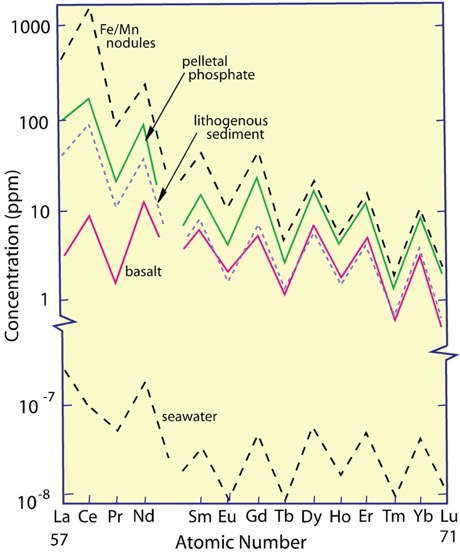 1000
Fe/Mn
nodules
pelletal
phosphate
100
lithogenous
sediment
Concentration (ppm)
10
basalt
1
10-7
seawater
10-8
La Ce Pr Nd Sm Eu Gd Tb Dy Ho Er Tm Yb Lu
57 Atomic Number 71